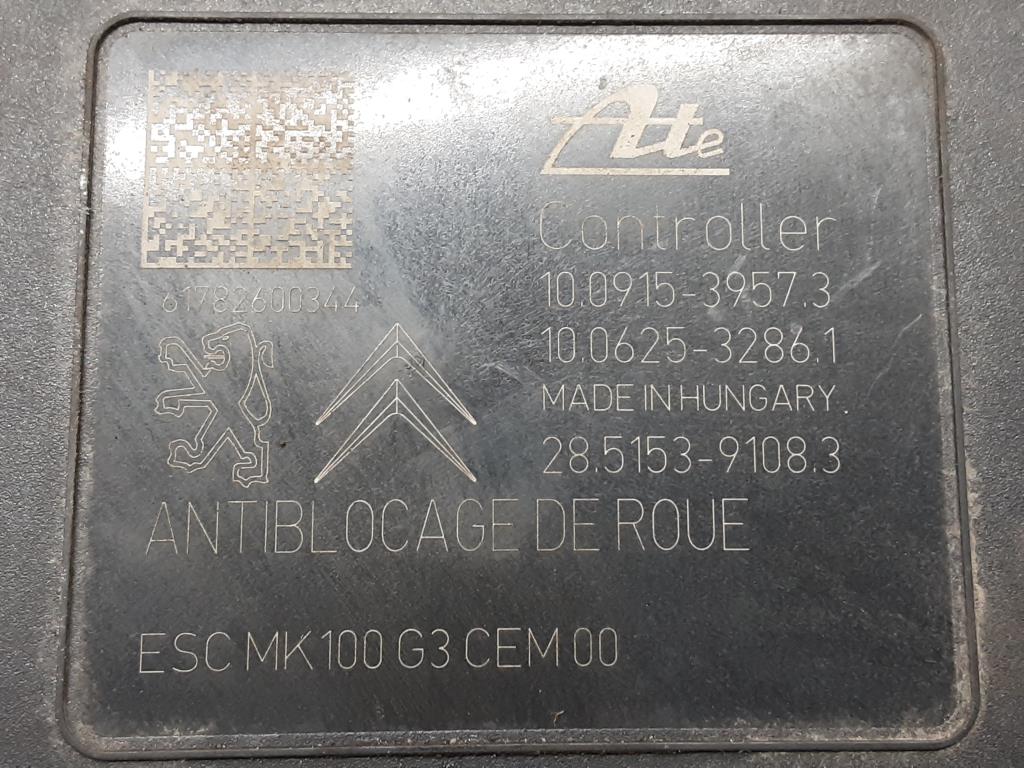 Ate
Controller
61782600344
10.0915-3957.3
10.0625-3286.1
MADE IN HUNGARY.
28.5153-9108.3
ANTIBLOCAGE DE ROUE
ESC MK100 G3 CEM 00